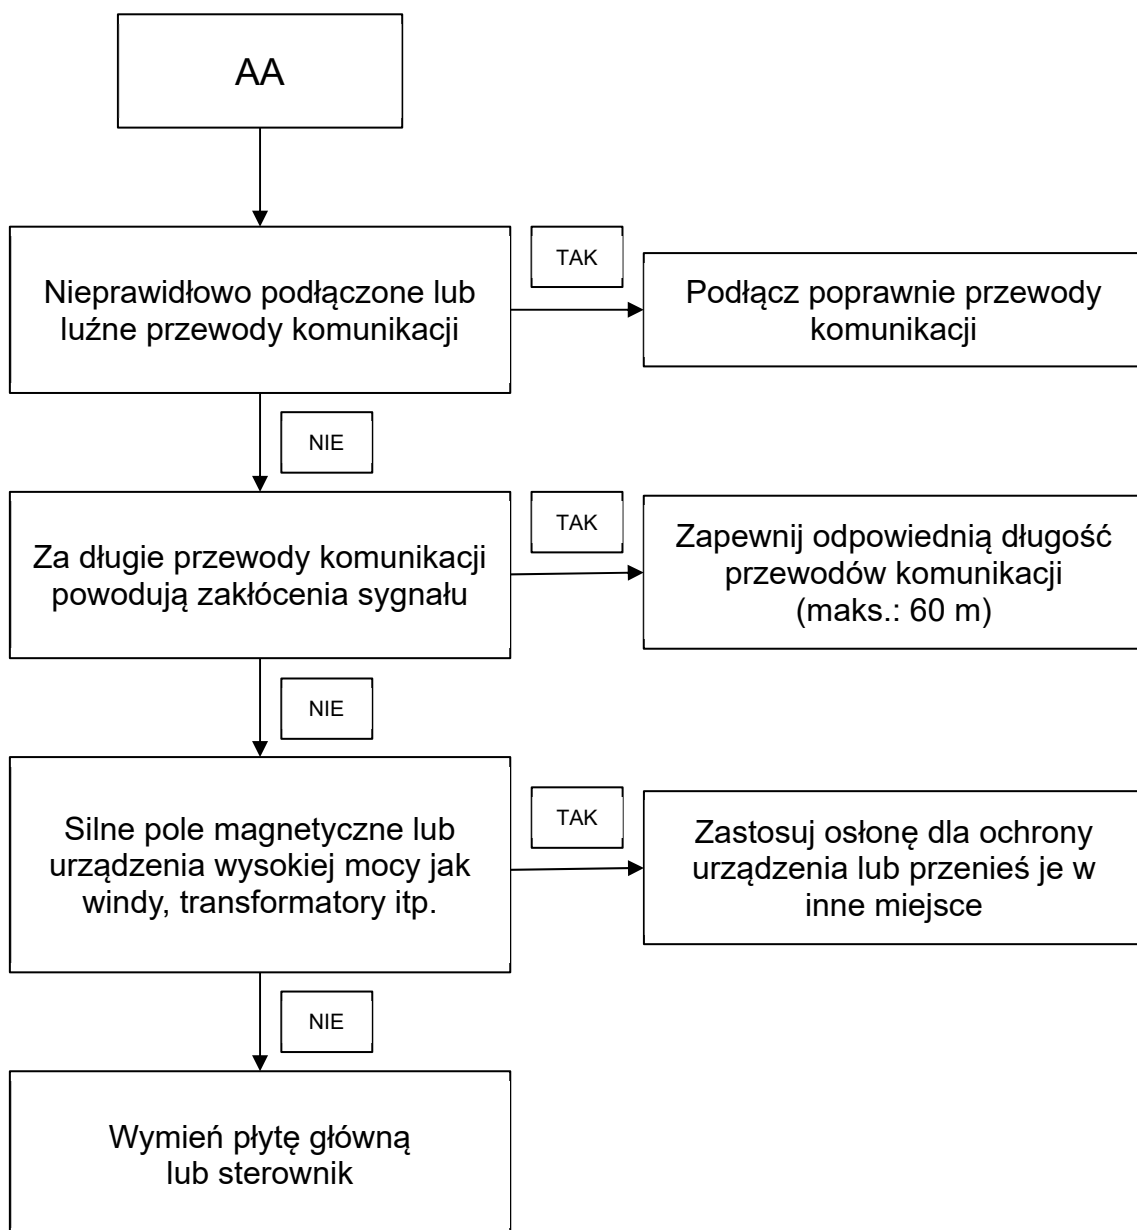 AA
Nieprawidłowo podłączone lub
luźne przewody komunikacji
TAK
Podłącz poprawnie przewody
komunikacji
NIE
Za długie przewody komunikacji
powodują zakłócenia sygnału
TAK
Zapewnij odpowiednią długość
przewodów komunikacji
(maks.: 60 m)
NIE
Silne pole magnetyczne lub
urządzenia wysokiej mocy jak
windy, transformatory itp.
TAK
Zastosuj osłonę dla ochrony
urządzenia lub przenieś je w
inne miejsce
NIE
Wymień płytę główną
lub sterownik